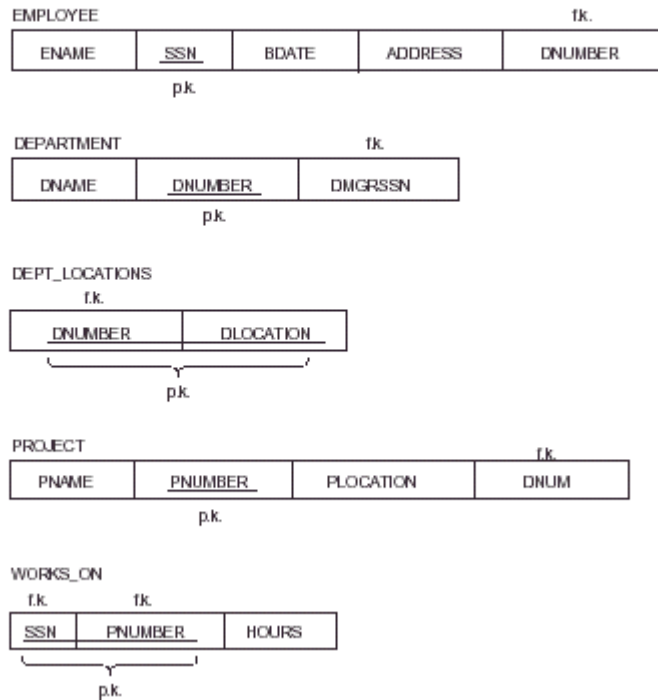 EMPLOYEE f.k.
ENAME SSN BDATE ADDRESS DNUMBER
p.k.
DEPARTMENT f.k.
DNAME DNUMBER DMGRSSN
p.k.
DEPT_LOCATIONS
f.k.
DNUMBER DLOCATION
p.k.
PROJECT f.k.
PNAME PNUMBER PLOCATION DNUM
p.k.
WORKS_ON
f.k. f.k.
SSN PNUMBER HOURS
p.k.